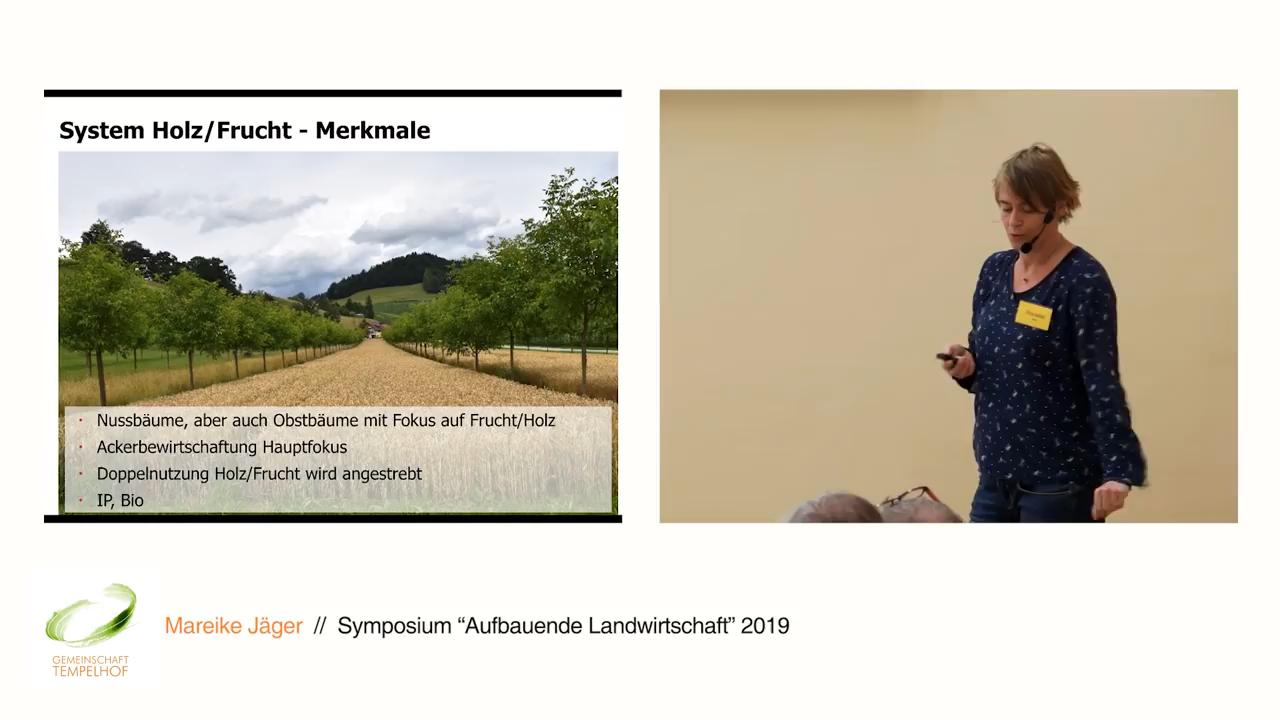 System Holz/Frucht - Merkmale
· Nussbäume, aber auch Obstbäume mit Fokus auf Frucht/Holz
· Ackerbewirtschaftung Hauptfokus
· Doppelnutzung Holz/Frucht wird angestrebt
· IP, Bio
GEMEINSCHAFT
TEMPELHOF
Mareike Jäger // Symposium “Aufbauende Landwirtschaft” 2019